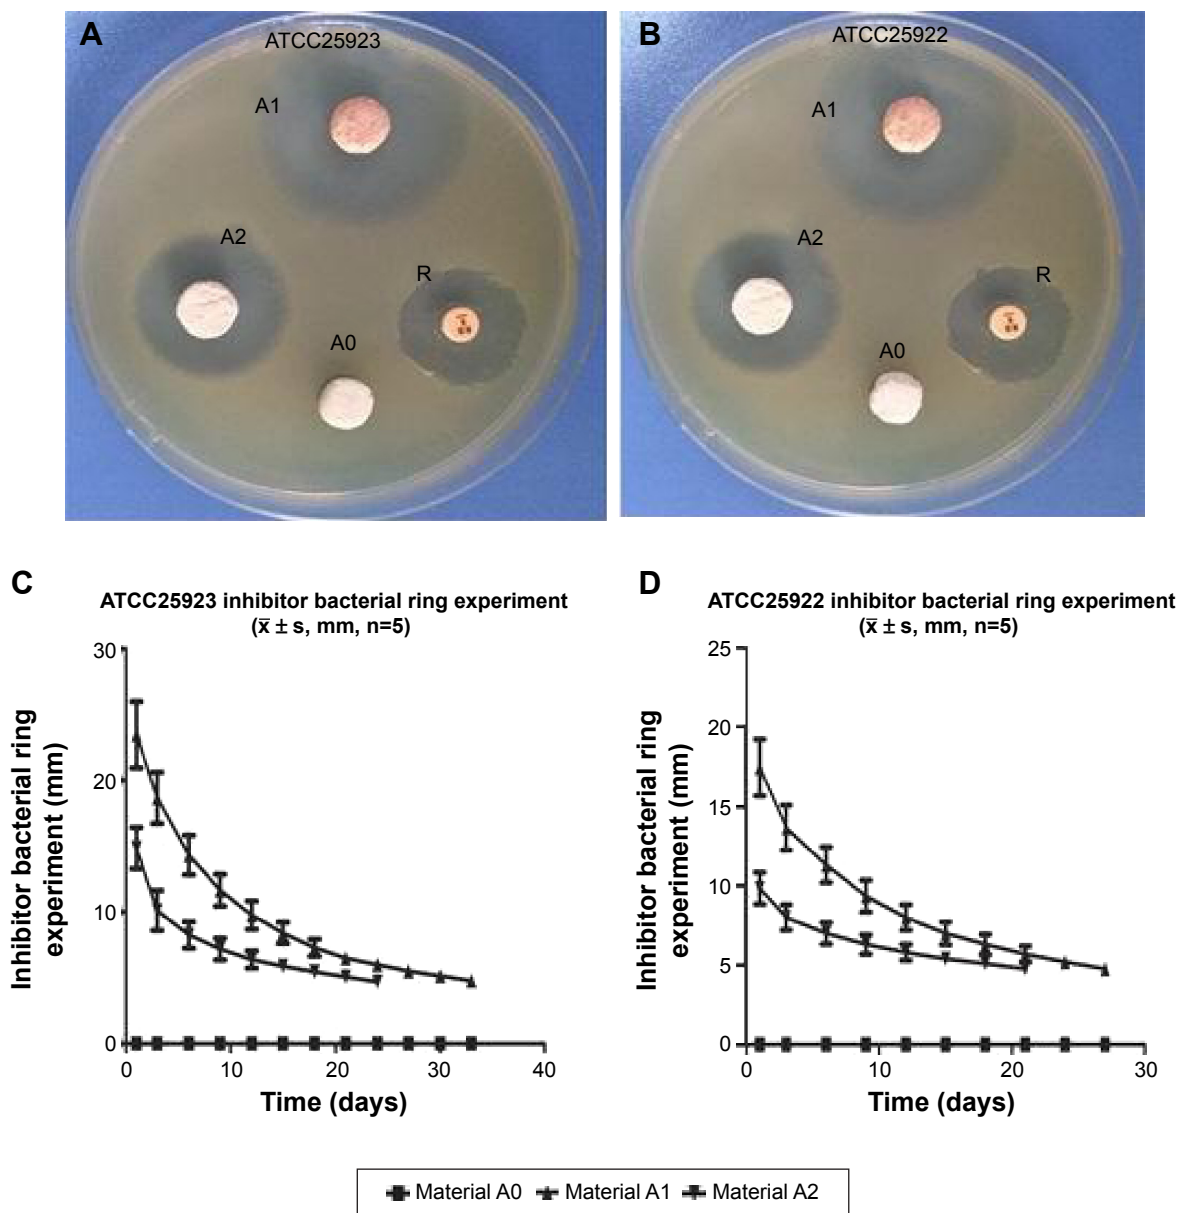 A
ATCC25923
A1
A2
R
A0
B
ATCC25922
A1
A2
R
A0
C
ATCC25923 inhibitor bacterial ring experiment
(x̄ ± s, mm, n=5)
Inhibitor bacterial ring
experiment (mm)
30
20
10
0
0 10 20 30 40
Time (days)
D
ATCC25922 inhibitor bacterial ring experiment
(x̄ ± s, mm, n=5)
Inhibitor bacterial ring
experiment (mm)
25
20
15
10
5
0
0 10 20 30
Time (days)
Material A0 Material A1 Material A2